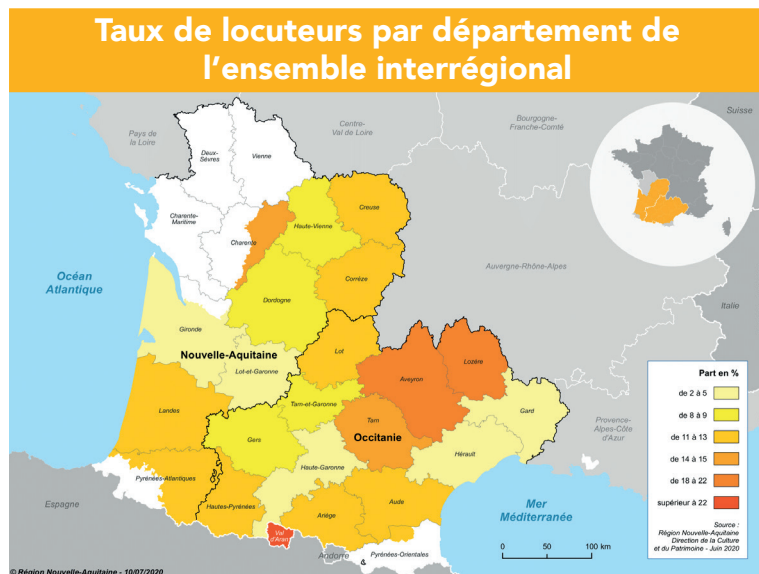 Taux de locuteurs par département de
l'ensemble interrégional
Pays de
la Loire
Centre-
Val de Loire
Bourgogne-
Franche-Comté
Suisse
Deux-
Sèvres
Vienne
Charente-
Maritime
Charente
Haute-Vienne
Creuse
Océan
Atlantique
Corrèze
Auvergne-Rhône-Alpes
Dordogne
Italie
Gironde
Nouvelle-Aquitaine
Lot-et-Garonne
Lot
Aveyron
Lozère
Landes
Tarn-et-Garonne
Tarn
Gard
Provence-
Alpes-Côte
d'Azur
Gers
Occitanie
Hérault
Haute-Garonne
Pyrénées-Atlantiques
Hautes-Pyrénées
Ariège
Aude
Espagne
Val
d'Aran
Andorre
Pyrénées-Orientales
Mer
Méditerranée
0 50 100 km
Part en %
de 2 à 5
de 8 à 9
de 11 à 13
de 14 à 15
de 18 à 22
supérieur à 22
Source :
Région Nouvelle-Aquitaine
Direction de la Culture
et du Patrimoine - Juin 2020
© Région Nouvelle-Aquitaine - 10/07/2020